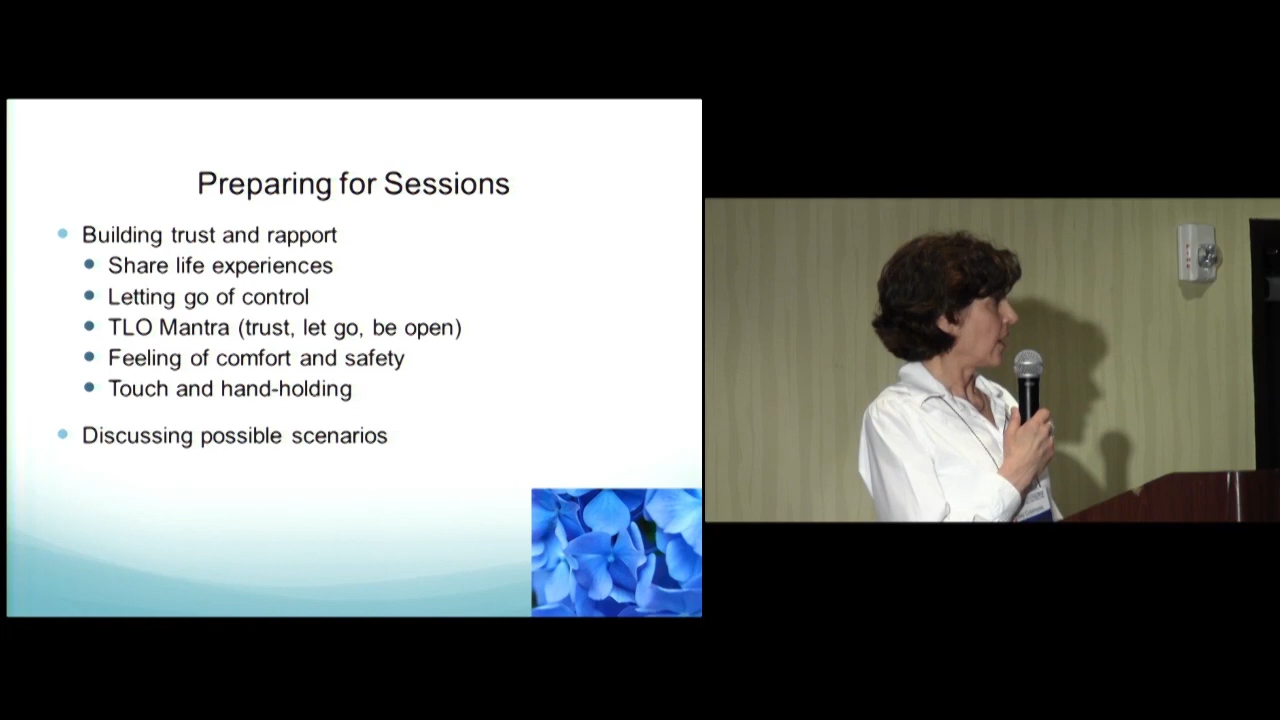 Preparing for Sessions
Building trust and rapport
Share life experiences
Letting go of control
TLO Mantra (trust, let go, be open)
Feeling of comfort and safety
Touch and hand-holding
Discussing possible scenarios
FIRE